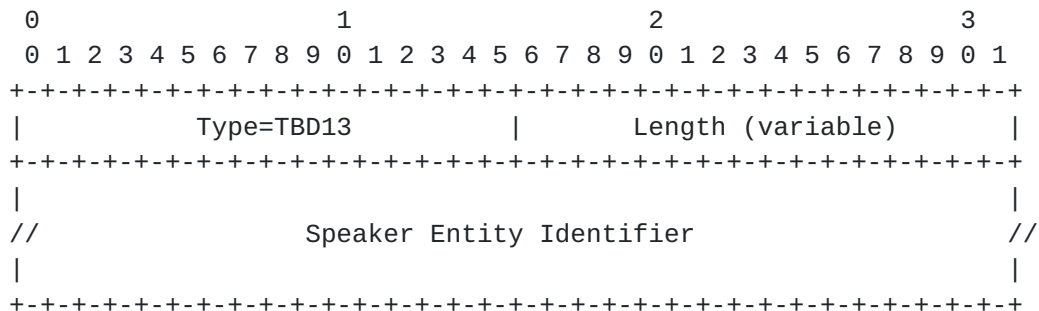 0                   1                   2                   3
 0 1 2 3 4 5 6 7 8 9 0 1 2 3 4 5 6 7 8 9 0 1 2 3 4 5 6 7 8 9 0 1
+-+-+-+-+-+-+-+-+-+-+-+-+-+-+-+-+-+-+-+-+-+-+-+-+-+-+-+-+-+-+-+-+
|           Type=TBD13          |       Length (variable)       |
+-+-+-+-+-+-+-+-+-+-+-+-+-+-+-+-+-+-+-+-+-+-+-+-+-+-+-+-+-+-+-+-+
|                                                               |
//                 Speaker Entity Identifier                    //
|                                                               |
+-+-+-+-+-+-+-+-+-+-+-+-+-+-+-+-+-+-+-+-+-+-+-+-+-+-+-+-+-+-+-+-+